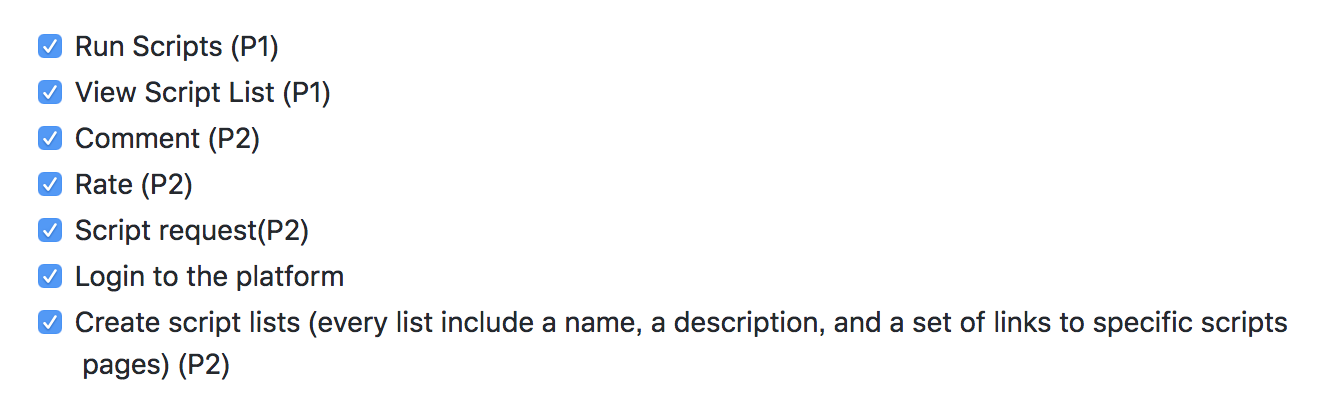 Run Scripts (P1)
View Script List (P1)
Comment (P2)
Rate (P2)
Script request(P2)
Login to the platform
Create script lists (every list include a name, a description, and a set of links to specific scripts
pages) (P2)